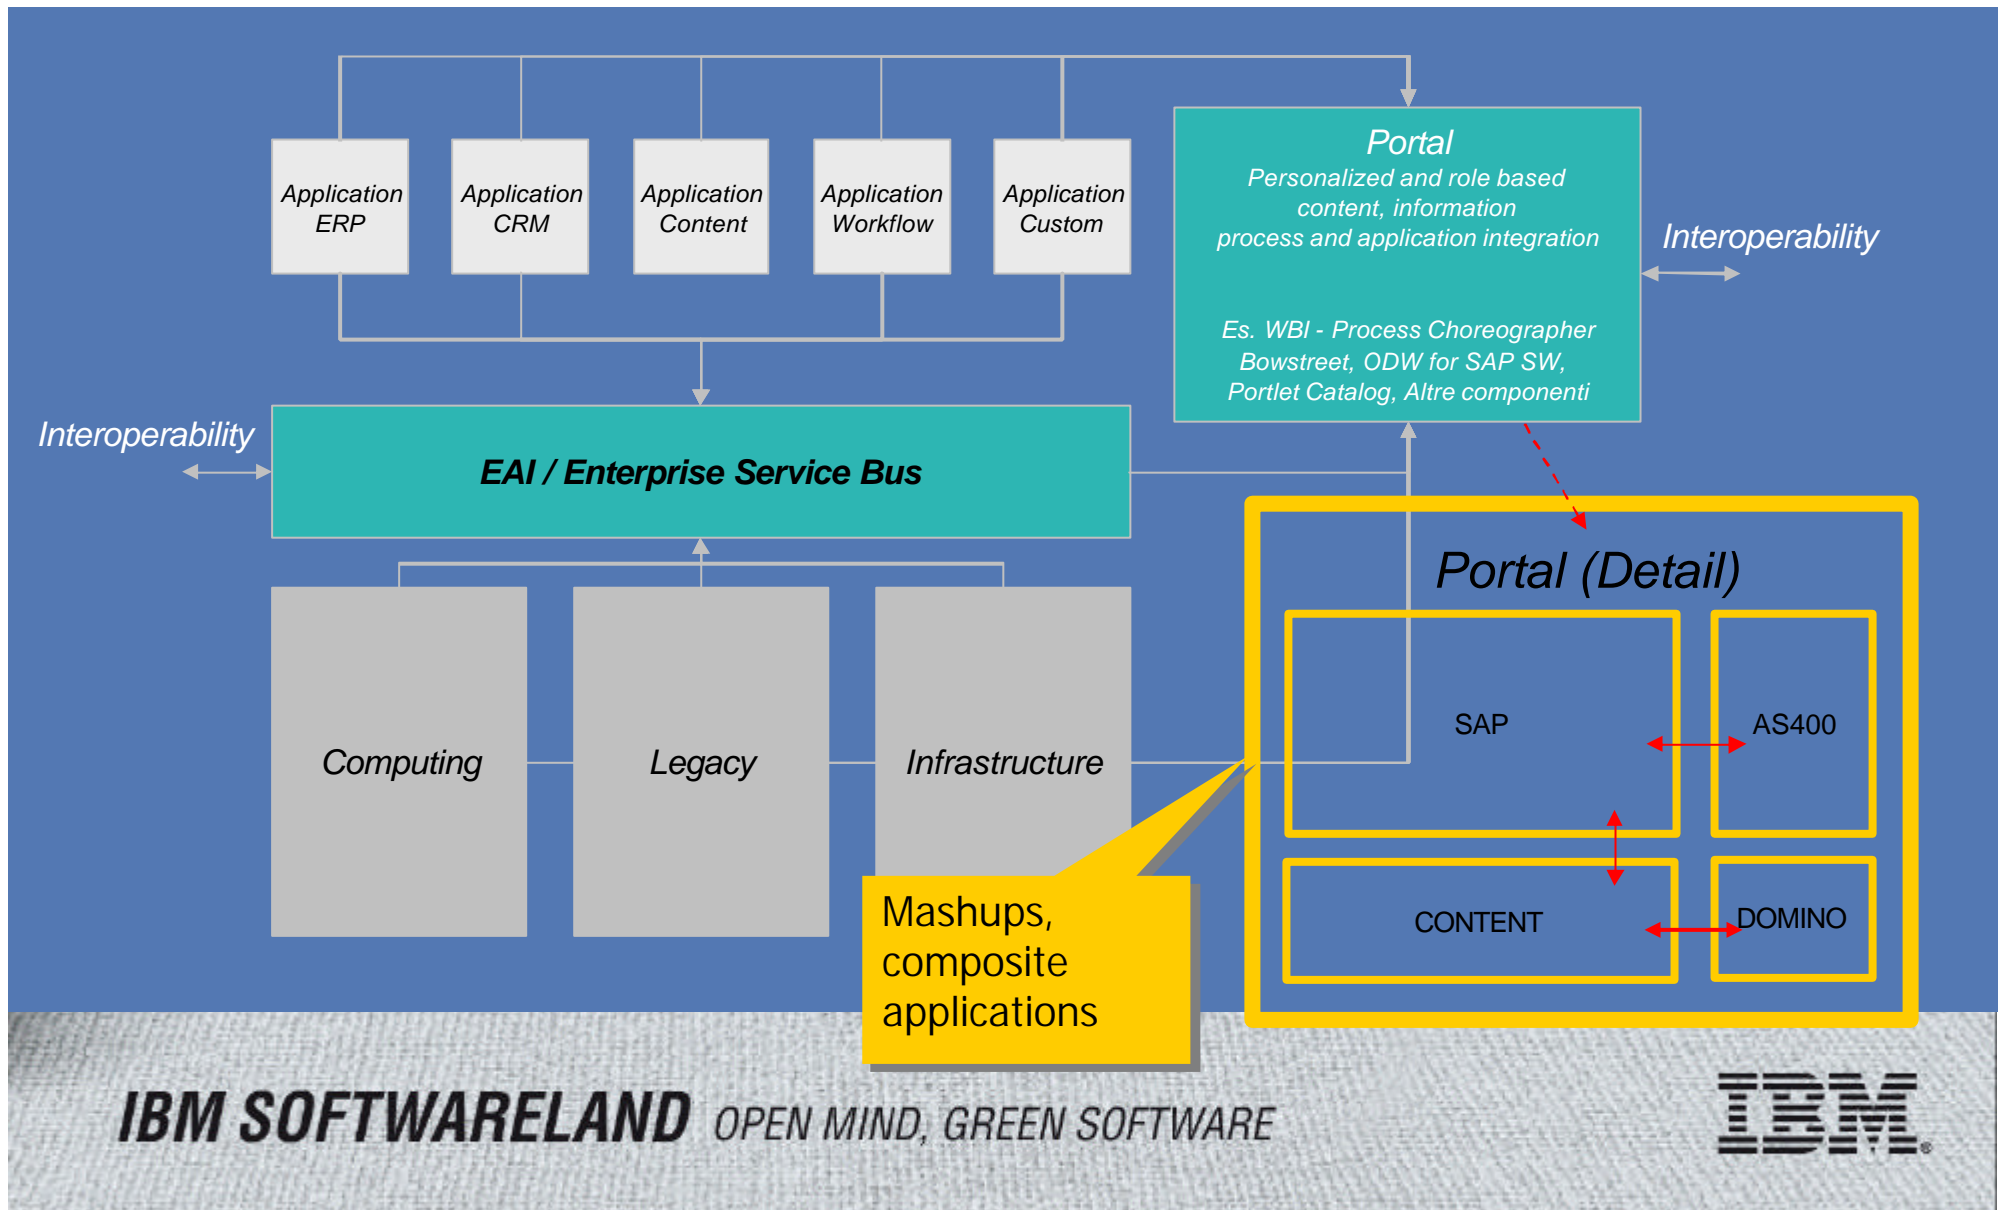 Application
ERP
Application
CRM
Application
Content
Application
Workflow
Application
Custom
Portal
Personalized and role based
content, information
process and application integration
Es. WBI - Process Choreographer
Bowstreet, ODW for SAP SW,
Portlet Catalog, Altre componenti
Interoperability
Interoperability
EAI / Enterprise Service Bus
Computing
Legacy
Infrastructure
Portal (Detail)
SAP
AS400
CONTENT
DOMINO
Mashups,
composite
applications
IBM SOFTWARELAND OPEN MIND, GREEN SOFTWARE
IBM®